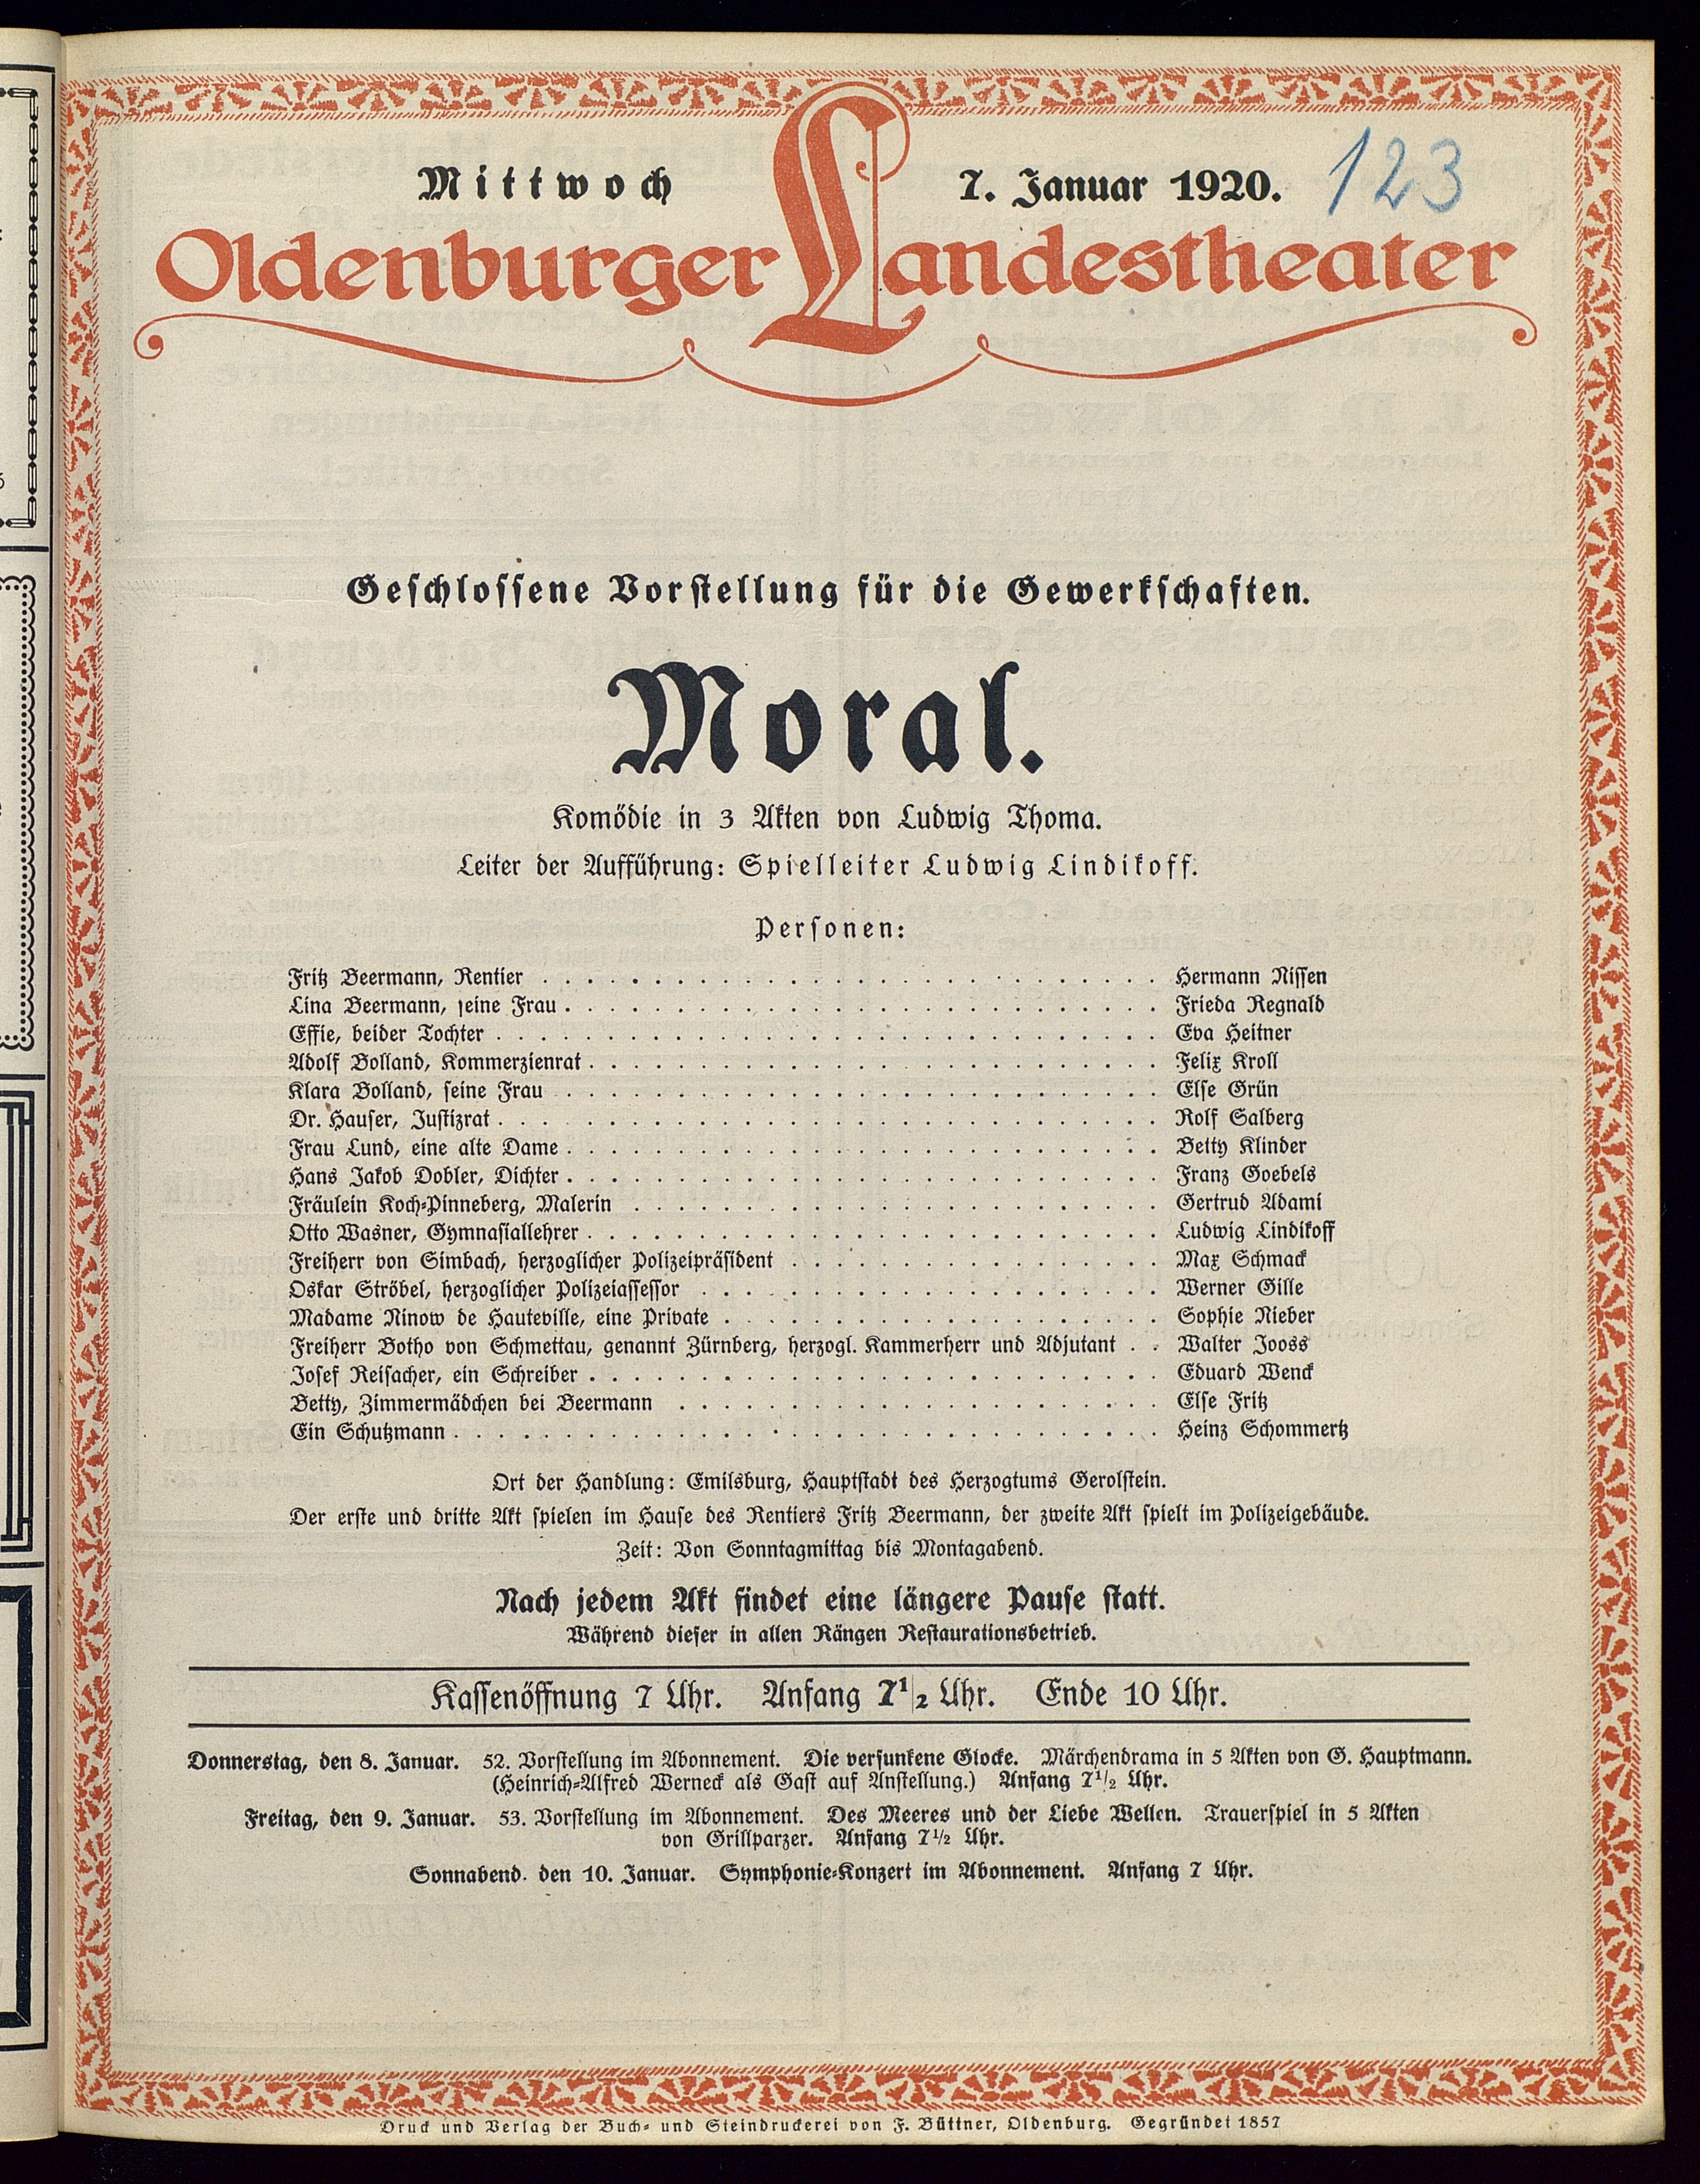 Mittwoch 7. Januar 1920. 123
Oldenburger Landestheater
Geschlossene Vorstellung für die Gewerkschaften.
Moral.
Komödie in 3 Akten von Ludwig Thoma.
Leiter der Aufführung: Spielleiter Ludwig Lindikoff.
Personen:
Fritz Beermann, Rentier . . . . . Hermann Nissen
Lina Beermann, seine Frau . . . . . Frieda Regnald
Effie, beider Tochter . . . . . Eva Heitner
Adolf Bolland, Kommerzienrat . . . . . Felix Kroll
Klara Bolland, seine Frau . . . . . Else Grün
Dr. Hauser, Justizrat . . . . . Rolf Salberg
Frau Lund, eine alte Dame . . . . . Betty Klinder
Hans Jakob Dobler, Dichter . . . . . Franz Goebels
Fräulein Koch-Pinneberg, Malerin . . . . . Gertrud Adami
Otto Wasner, Gymnasiallehrer . . . . . Ludwig Lindikoff
Freiherr von Simbach, herzoglicher Polizeipräsident . . . . . Max Schmack
Oskar Ströbel, herzoglicher Polizeiassessor . . . . . Werner Gille
Madame Ninow de Hauteville, eine Private . . . . . Sophie Nieber
Freiherr Botho von Schmettau, genannt Zürnberg, herzogl. Kammerherr und Adjutant . . Walter Jooss
Josef Reisacher, ein Schreiber . . . . . Eduard Wenck
Betty, Zimmermädchen bei Beermann . . . . . Else Fritz
Ein Schutzmann . . . . . Heinz Schommertz
Ort der Handlung: Emilsburg, Hauptstadt des Herzogtums Gerolstein.
Der erste und dritte Akt spielen im Hause des Rentiers Fritz Beermann, der zweite Akt spielt im Polizeigebäude.
Zeit: Von Sonntagmittag bis Montagabend.
Nach jedem Akt findet eine längere Pause statt.
Während dieser in allen Rängen Restaurationsbetrieb.
Kassenöffnung 7 Uhr. Anfang 7 1/2 Uhr. Ende 10 Uhr.
Donnerstag, den 8. Januar. 52. Vorstellung im Abonnement. Die versunkene Glocke. Märchendrama in 5 Akten von G. Hauptmann.
(Heinrich-Alfred Werneck als Gast auf Anstellung.) Anfang 7 1/2 Uhr.
Freitag, den 9. Januar. 53. Vorstellung im Abonnement. Des Meeres und der Liebe Wellen. Trauerspiel in 5 Akten
von Grillparzer. Anfang 7 1/2 Uhr.
Sonnabend. den 10. Januar. Symphonie-Konzert im Abonnement. Anfang 7 Uhr.
Druck und Verlag der Buch- und Steindruckerei von F. Büttner, Oldenburg. Gegründet 1857